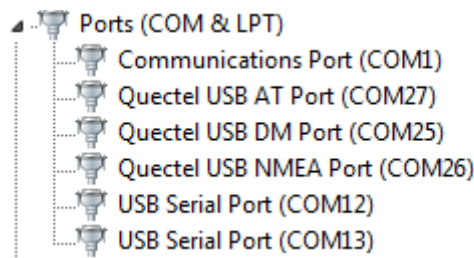 Ports (COM & LPT)
Communications Port (COM1)
Quectel USB AT Port (COM27)
Quectel USB DM Port (COM25)
Quectel USB NMEA Port (COM26)
USB Serial Port (COM12)
USB Serial Port (COM13)